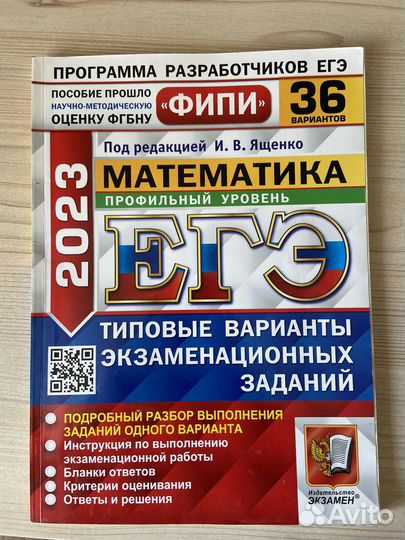 ПРОГРАММА РАЗРАБОТЧИКОВ ЕГЭ
ПОСОБИЕ ПРОШЛО
НАУЧНО-МЕТОДИЧЕСКУЮ
ОЦЕНКУ ФГБНУ
«ФИПИ»
36
ВАРИАНТОВ
Под редакцией И. В. Ященко
2023
МАТЕМАТИКА
ПРОФИЛЬНЫЙ УРОВЕНЬ
ЕГЭ
ТИПОВЫЕ ВАРИАНТЫ
ЭКЗАМЕНАЦИОННЫХ
ЗАДАНИЙ
ПОДРОБНЫЙ РАЗБОР ВЫПОЛНЕНИЯ
ЗАДАНИЙ ОДНОГО ВАРИАНТА
Инструкция по выполнению
экзаменационной работы
Бланки ответов
Критерии оценивания
Ответы и решения
Издательство
ЭКЗАМЕН®
Avito